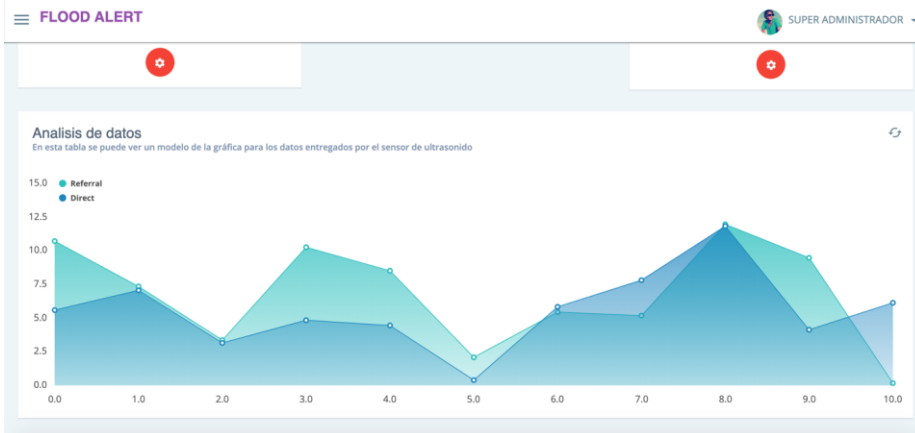 FLOOD ALERT
SUPER ADMINISTRADOR
Analisis de datos
En esta tabla se puede ver un modelo de la gráfica para los datos entregados por el sensor de ultrasonido
15.0
Referral
Direct
12.5
10.0
7.5
5.0
2.5
0.0
0.0 1.0 2.0 3.0 4.0 5.0 6.0 7.0 8.0 9.0 10.0